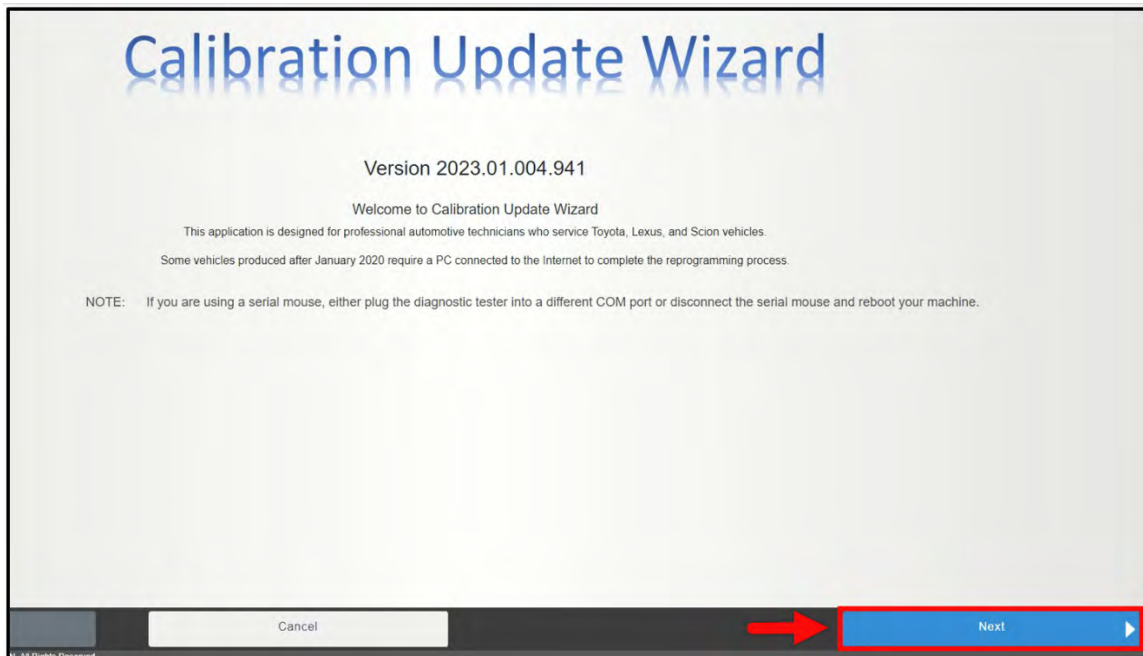 Calibration Update Wizard
Version 2023.01.004.941
Welcome to Calibration Update Wizard
This application is designed for professional automotive technicians who service Toyota, Lexus, and Scion vehicles.
Some vehicles produced after January 2020 require a PC connected to the Internet to complete the reprogramming process.
NOTE: If you are using a serial mouse, either plug the diagnostic tester into a different COM port or disconnect the serial mouse and reboot your machine.
Cancel
Next
All Rights Reserved